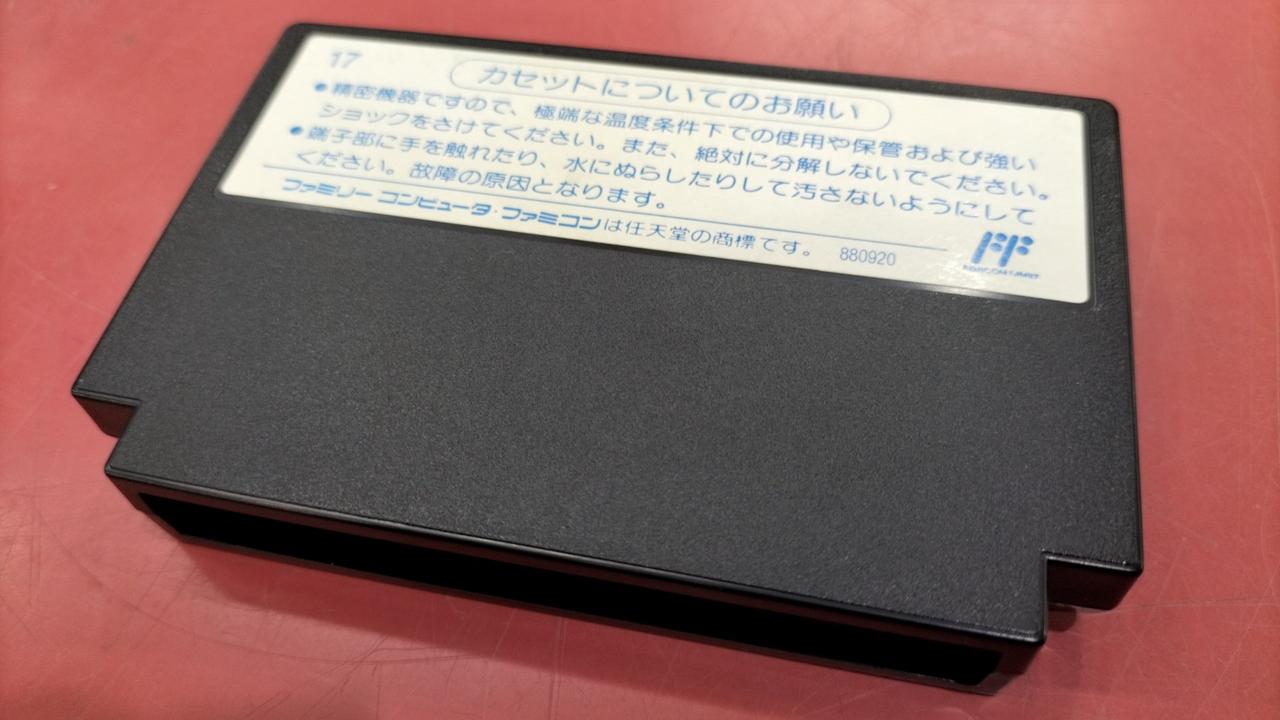 17
カセットについてのお願い
●精密機器ですので、極端な温度条件下での使用や保管および強い
ショックをさけてください。また、絶対に分解しないでください。
●端子部に手を触れたり、水にぬらしたりして汚さないようにして
ください。故障の原因となります。
ファミリーコンピュータ・ファミコンは任天堂の商標です。 880920